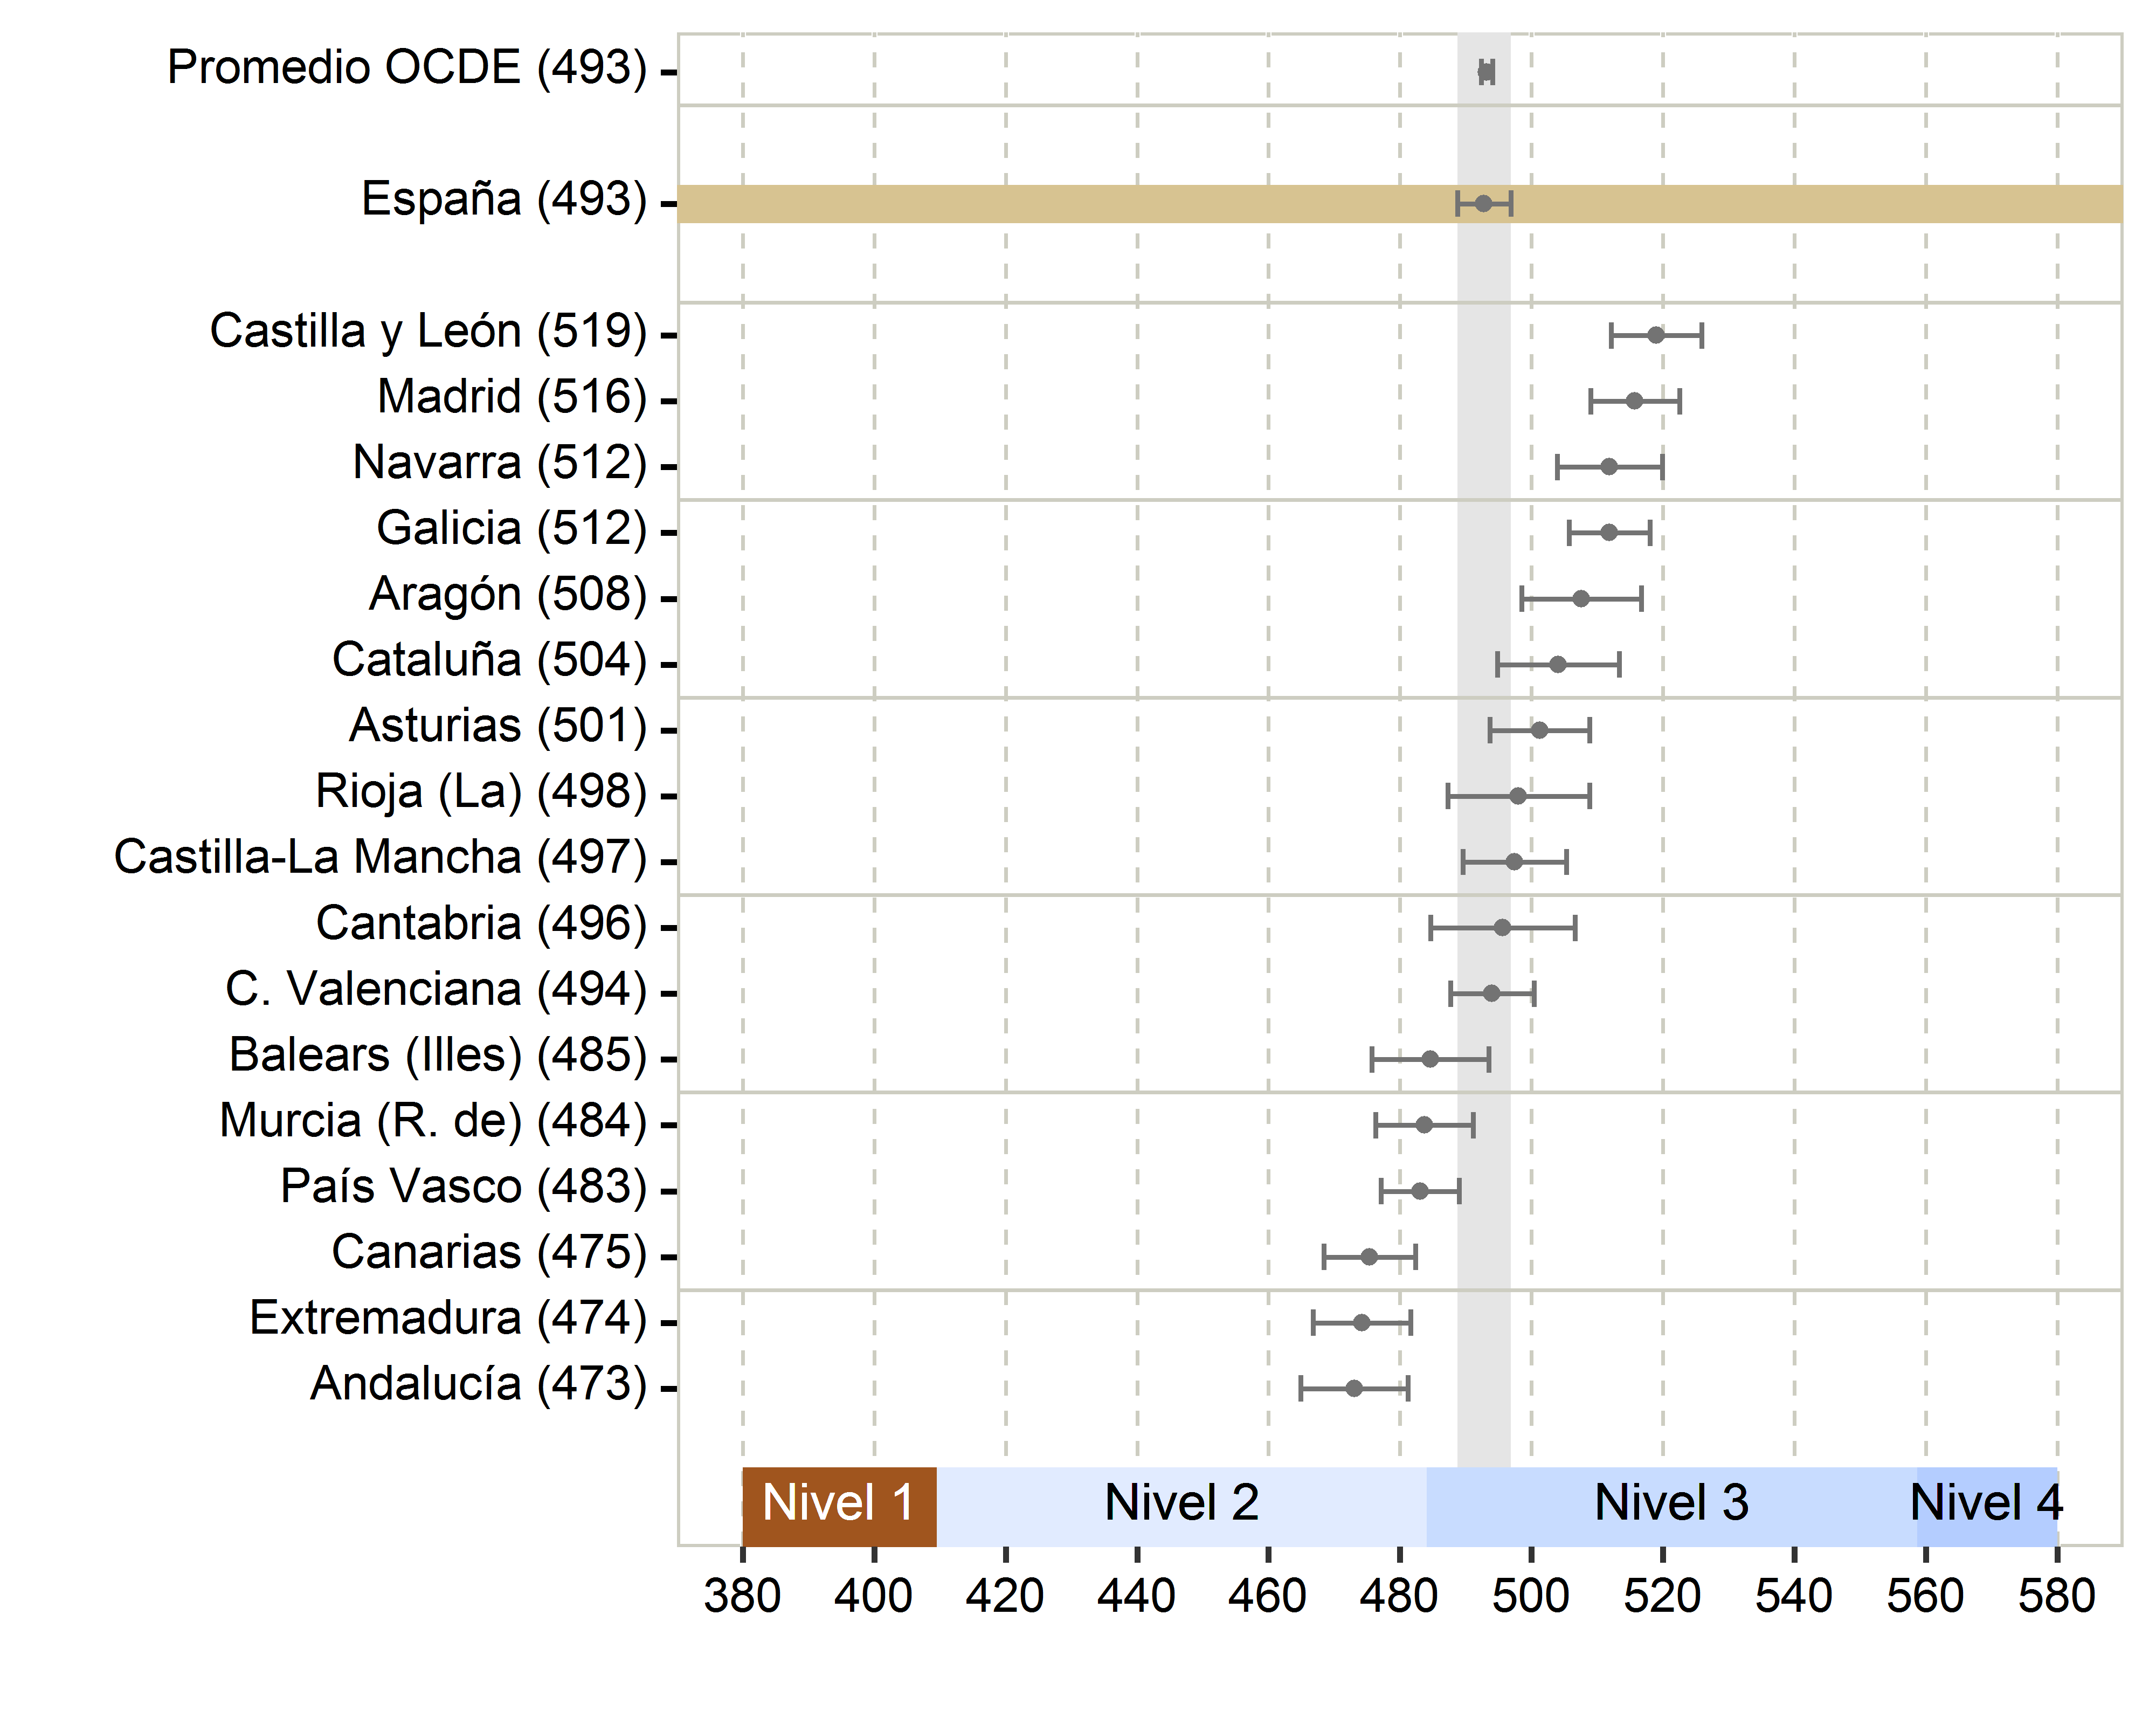 Promedio OCDE (493)
España (493)
Castilla y León (519)
Madrid (516)
Navarra (512)
Galicia (512)
Aragón (508)
Cataluña (504)
Asturias (501)
Rioja (La) (498)
Castilla-La Mancha (497)
Cantabria (496)
C. Valenciana (494)
Balears (Illes) (485)
Murcia (R. de) (484)
País Vasco (483)
Canarias (475)
Extremadura (474)
Andalucía (473)
Nivel 1 Nivel 2 Nivel 3 Nivel 4
380 400 420 440 460 480 500 520 540 560 580